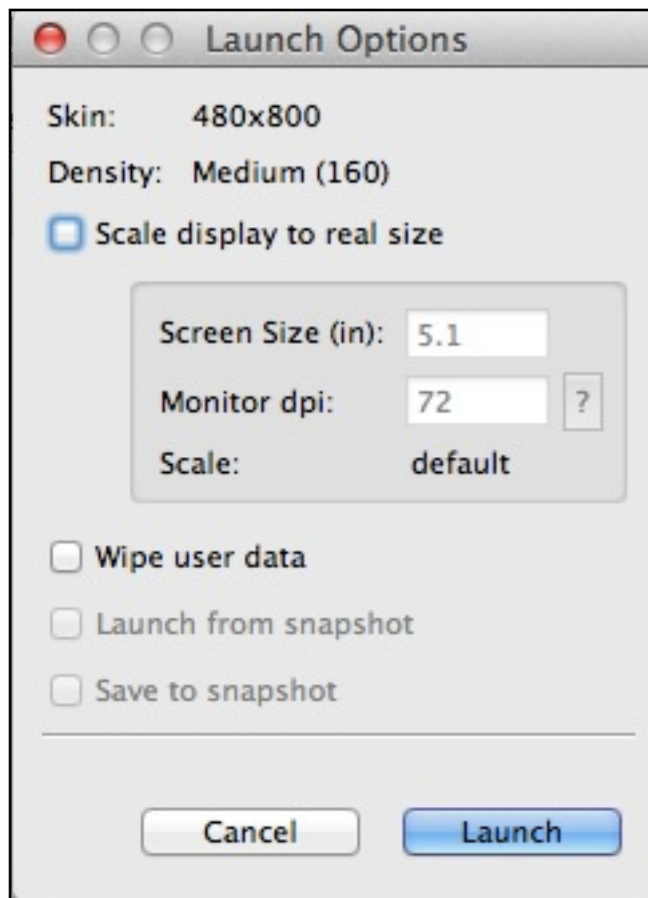 Launch Options
Skin: 480x800
Density: Medium (160)
Scale display to real size
Screen Size (in): 5.1
Monitor dpi: 72 ?
Scale: default
Wipe user data
Launch from snapshot
Save to snapshot
Cancel Launch